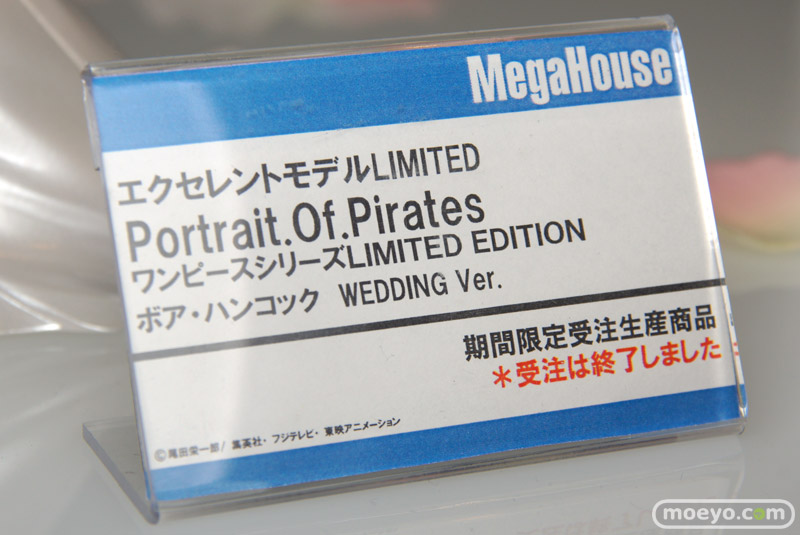 MegaHouse
エクセレントモデルLIMITED
Portrait.Of.Pirates
ワンピースシリーズLIMITED EDITION
ボア・ハンコック WEDDING Ver.
期間限定受注生産商品
＊受注は終了しました
©尾田栄一郎/ 集英社・フジテレビ・東映アニメーション
moeyo.com